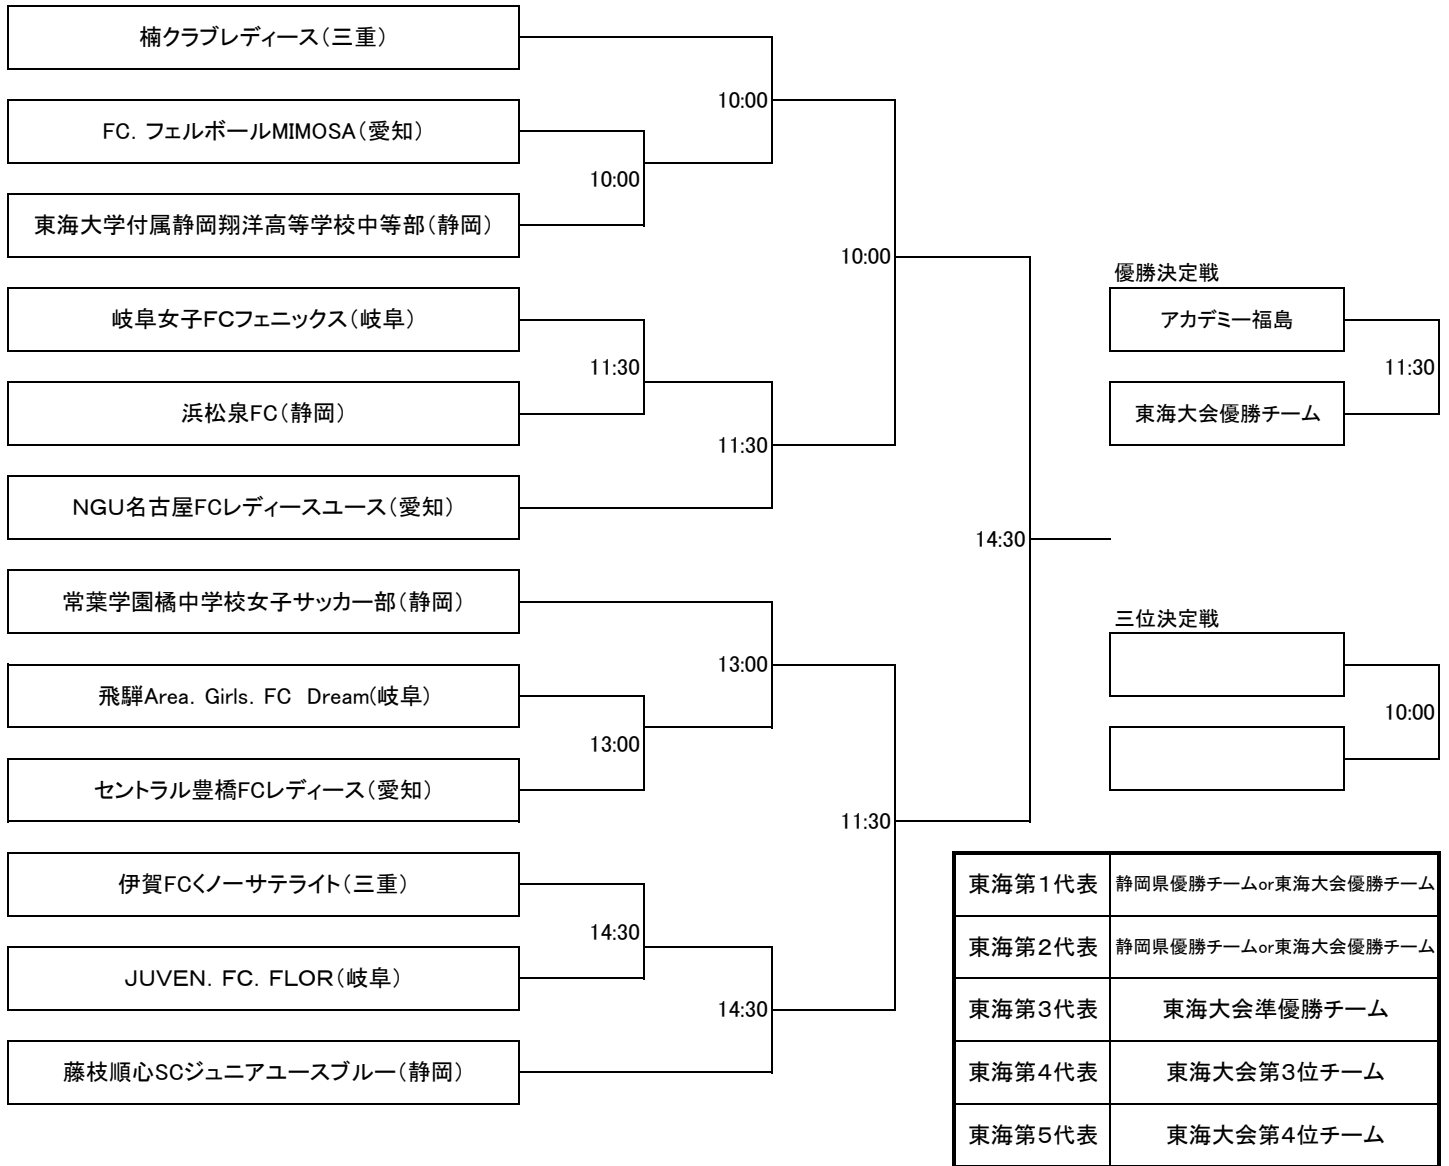 楠クラブレディース（三重）
10:00
FC．フェルボールMIMOSA（愛知）
10:00
東海大学付属静岡翔洋高等学校中等部（静岡）
10:00
岐阜女子FCフェニックス（岐阜）
11:30
浜松泉FC（静岡）
11:30
NGU名古屋FCレディースユース（愛知）
14:30
常葉学園橘中学校女子サッカー部（静岡）
13:00
飛騨Area．Girls．FC　Dream(岐阜）
13:00
セントラル豊橋FCレディース（愛知）
11:30
伊賀FCくノ一サテライト（三重）
14:30
JUVEN．FC．FLOR（岐阜）
14:30
藤枝順心SCジュニアユースブルー（静岡）
優勝決定戦
アカデミー福島
11:30
東海大会優勝チーム
三位決定戦
10:00
東海第１代表 静岡県優勝チームor東海大会優勝チーム
東海第２代表 静岡県優勝チームor東海大会優勝チーム
東海第３代表 東海大会準優勝チーム
東海第４代表 東海大会第３位チーム
東海第５代表 東海大会第４位チーム